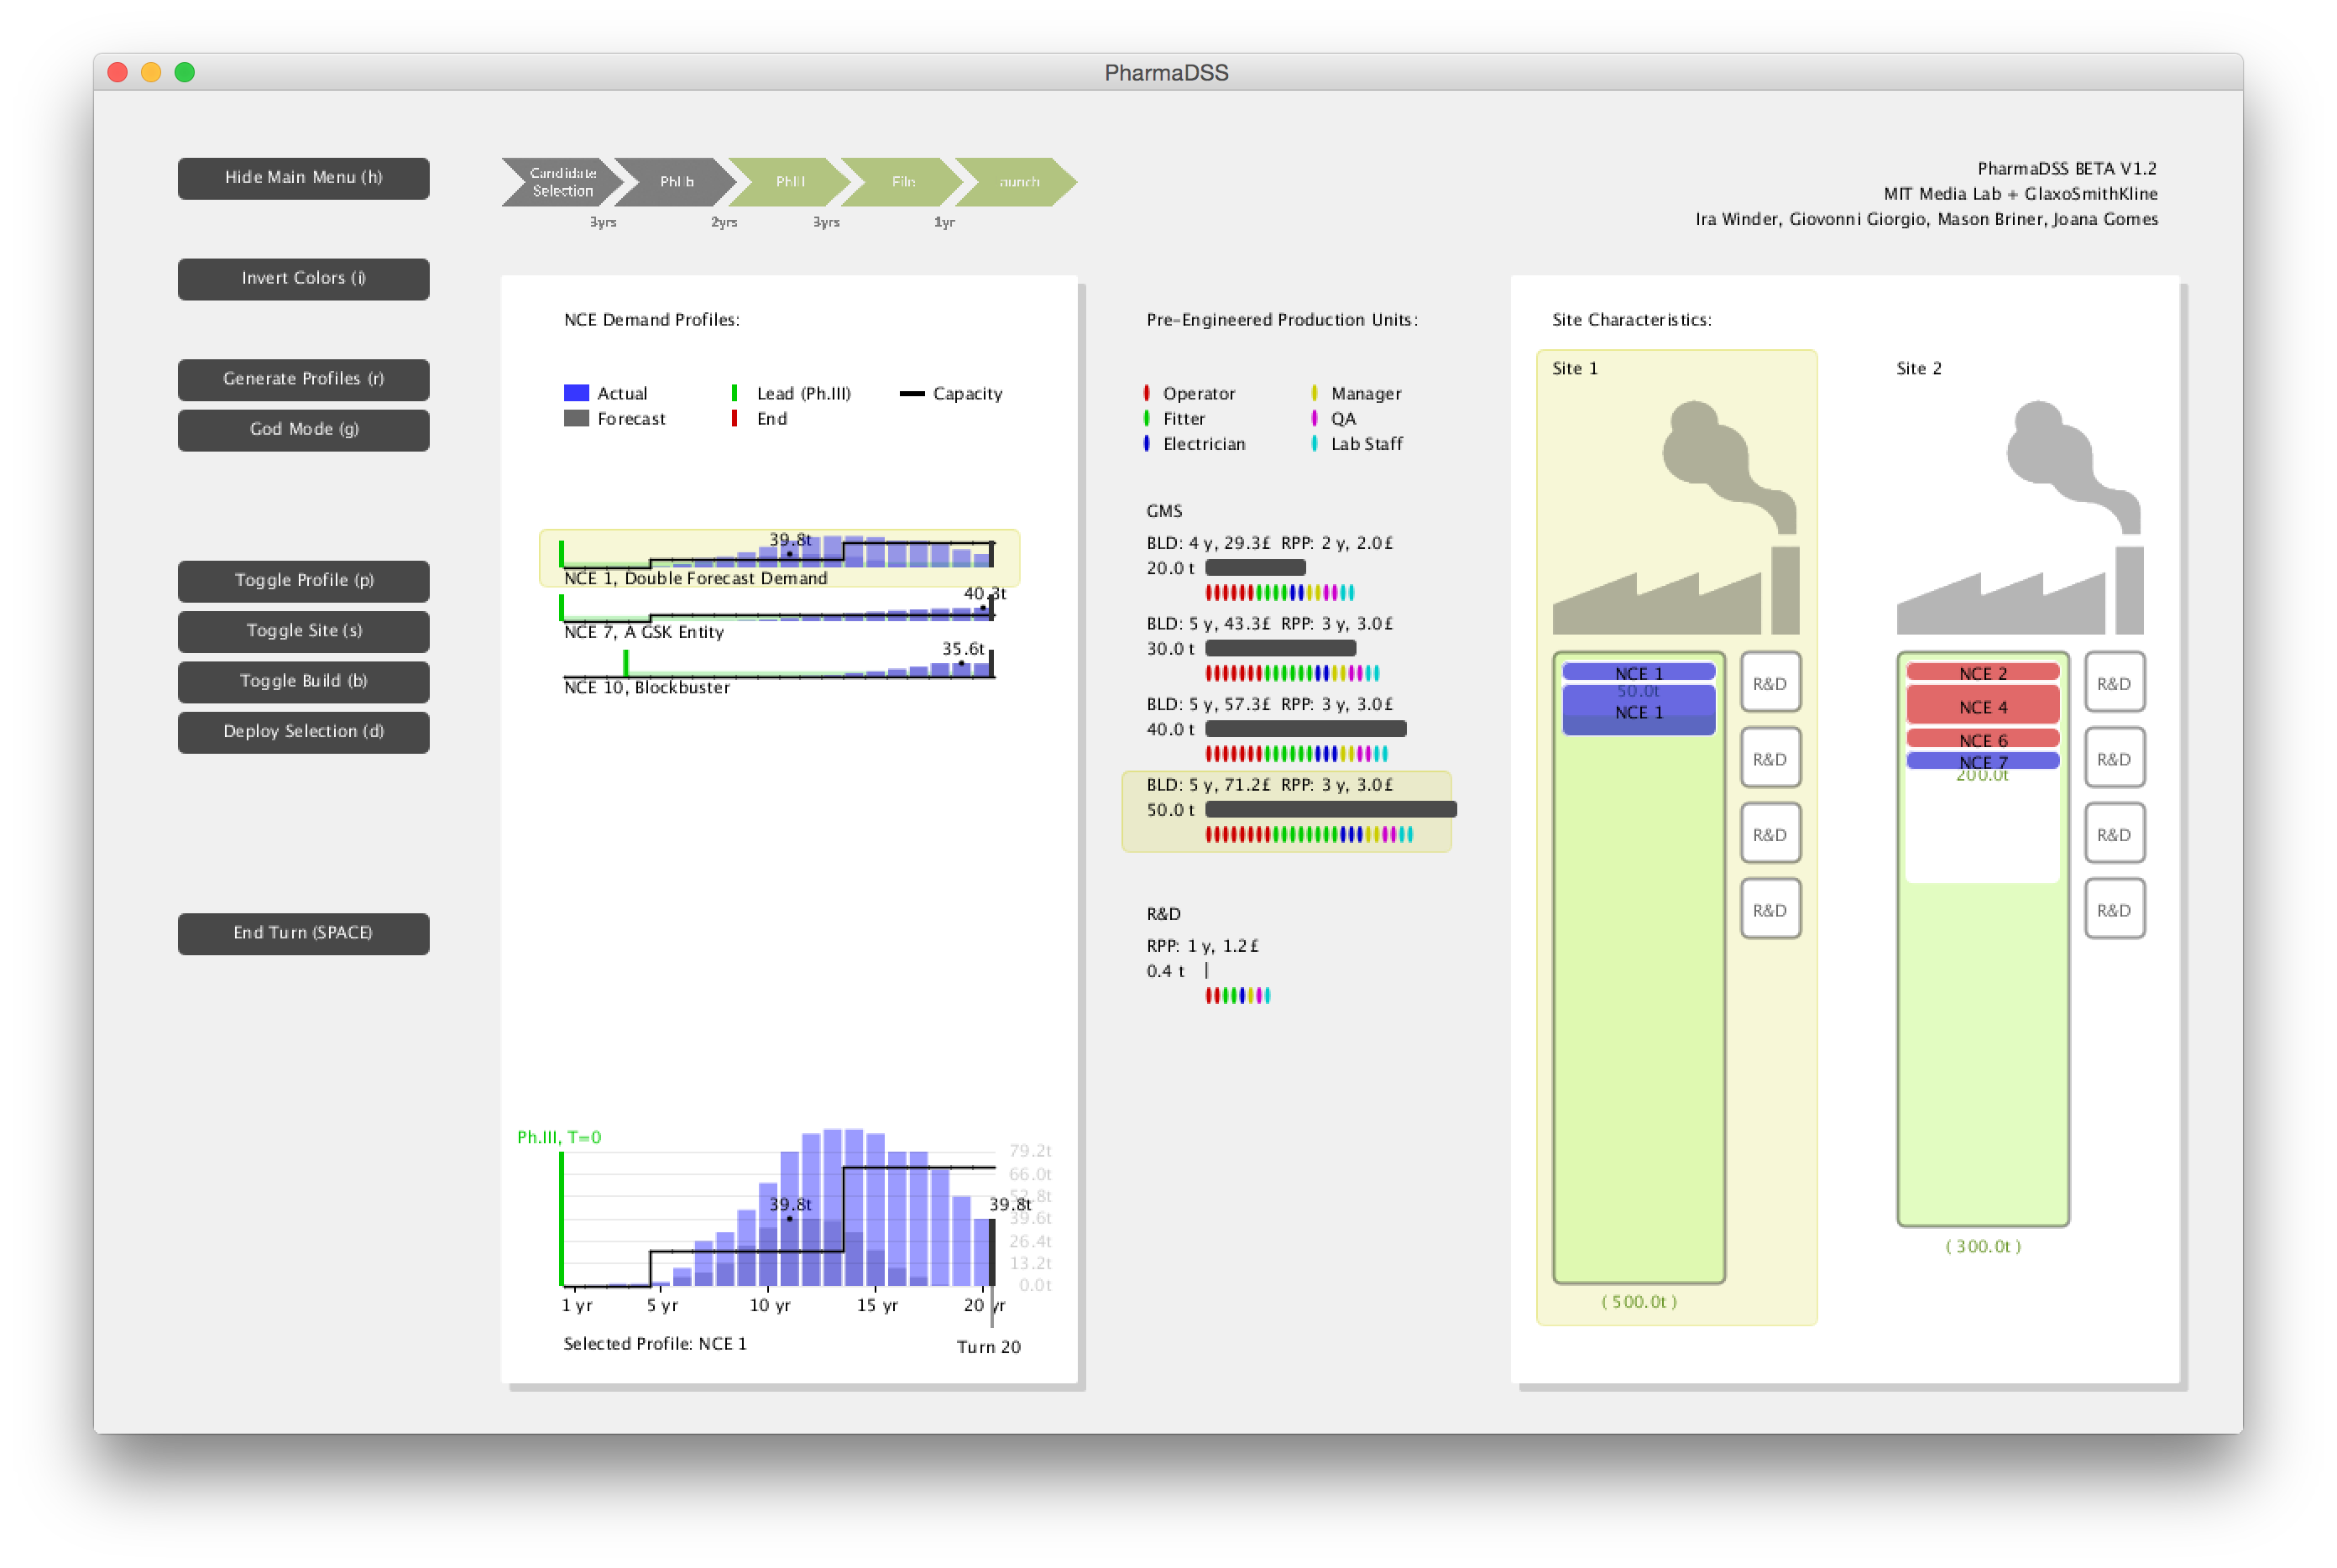 PharmaDSS
Hide Main Menu (h)
Invert Colors (i)
Generate Profiles (r)
God Mode (g)
Toggle Profile (p)
Toggle Site (s)
Toggle Build (b)
Deploy Selection (d)
End Turn (SPACE)
Candidate
Selection
PhIIb
PhIII
File
aunch
3yrs
2yrs
3yrs
1yr
PharmaDSS BETA V1.2
MIT Media Lab + GlaxoSmithKline
Ira Winder, Giovonni Giorgio, Mason Briner, Joana Gomes
NCE Demand Profiles:
Actual
Lead (Ph.III)
Capacity
Forecast
End
39.8t
NCE 1, Double Forecast Demand
40.3t
NCE 7, A GSK Entity
35.6t
NCE 10, Blockbuster
Ph.III, T=0
79.2t
66.0t
52.8t
39.6t
26.4t
13.2t
0.0t
39.8t
39.8t
1 yr
5 yr
10 yr
15 yr
20 yr
Selected Profile: NCE 1
Turn 20
Pre-Engineered Production Units:
Operator
Manager
Fitter
QA
Electrician
Lab Staff
GMS
BLD: 4 y, 29.3£ RPP: 2 y, 2.0£
20.0 t
BLD: 5 y, 43.3£ RPP: 3 y, 3.0£
30.0 t
BLD: 5 y, 57.3£ RPP: 3 y, 3.0£
40.0 t
BLD: 5 y, 71.2£ RPP: 3 y, 3.0£
50.0 t
R&D
RPP: 1 y, 1.2£
0.4 t
Site Characteristics:
Site 1
NCE 1
50.0t
NCE 1
R&D
R&D
R&D
R&D
( 500.0t )
Site 2
NCE 2
NCE 4
NCE 6
NCE 7
200.0t
R&D
R&D
R&D
R&D
( 300.0t )